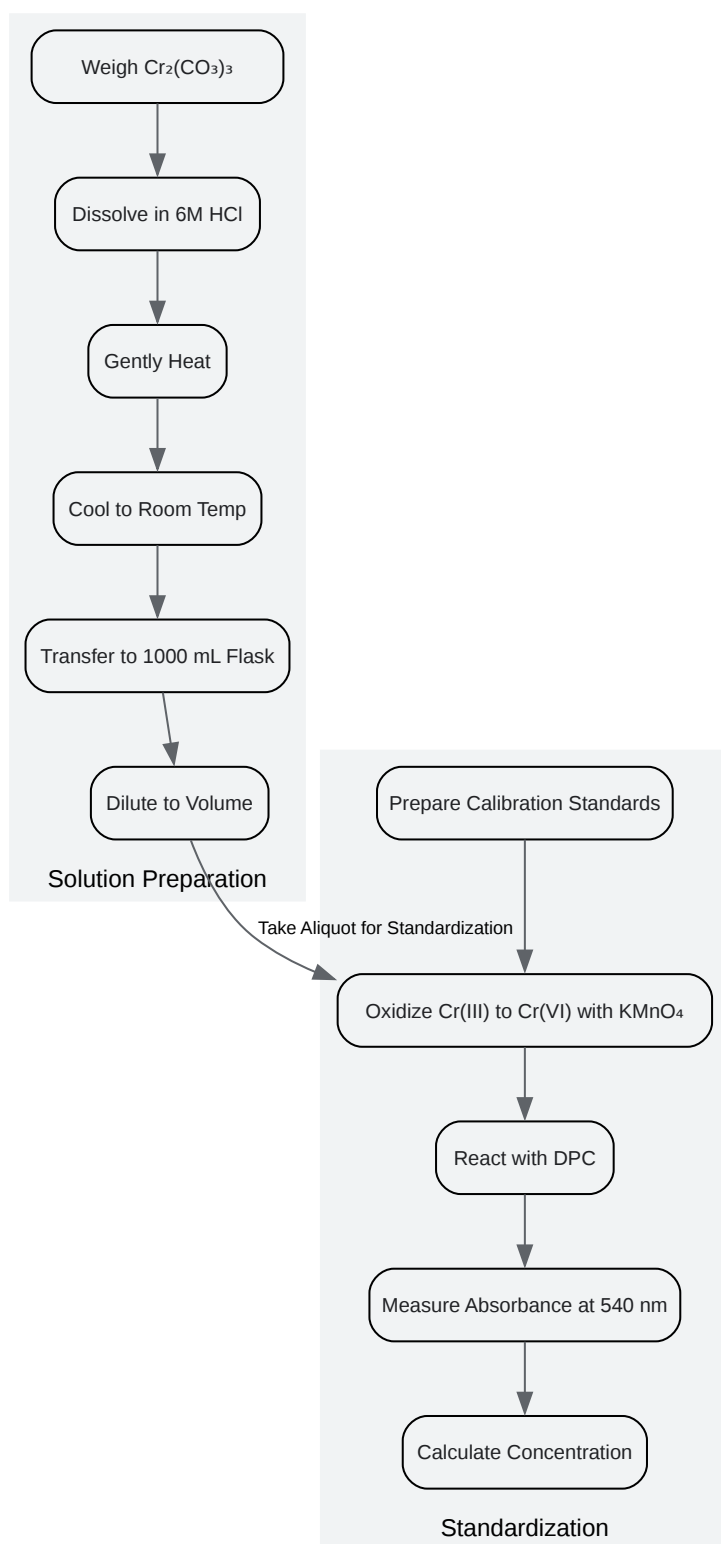 Weigh Cr₂(CO₃)₃
Dissolve in 6M HCl
Gently Heat
Cool to Room Temp
Transfer to 1000 mL Flask
Dilute to Volume
Solution Preparation
Take Aliquot for Standardization
Prepare Calibration Standards
Oxidize Cr(III) to Cr(VI) with KMnO₄
React with DPC
Measure Absorbance at 540 nm
Calculate Concentration
Standardization